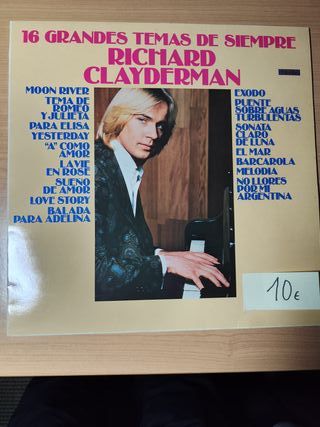 16 GRANDES TEMAS DE SIEMPRE
RICHARD
CLAYDERMAN
MOON RIVER
TEMA DE
ROMEO
Y JULIETA
PARA ELISA
YESTERDAY
"A" COMO
AMOR
LA VIE
EN ROSE
SUENO
DE AMOR
LOVE STORY
BALADA
PARA ADELINA
EXODO
PUENTE
SOBRE AGUAS
TURBULENTAS
SONATA
CLARO
DE LUNA
EL MAR
BARCAROLA
MELODIA
NO LLORES
POR MI
ARGENTINA
10€